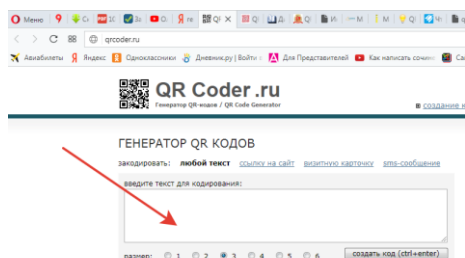 Меню
qrcoder.ru
Авиабилеты Яндекс Одноклассники Дневник.ру | Войти Для Представителей Как написать сочин
QR Coder .ru
Генератор QR-кодов / QR Code Generator
создание
ГЕНЕРАТОР QR КОДОВ
закодировать: любой текст ссылку на сайт визитную карточку sms-сообщение
введите текст для кодирования:
размер: 1 2 3 4 5 6 создать код (ctrl+enter)